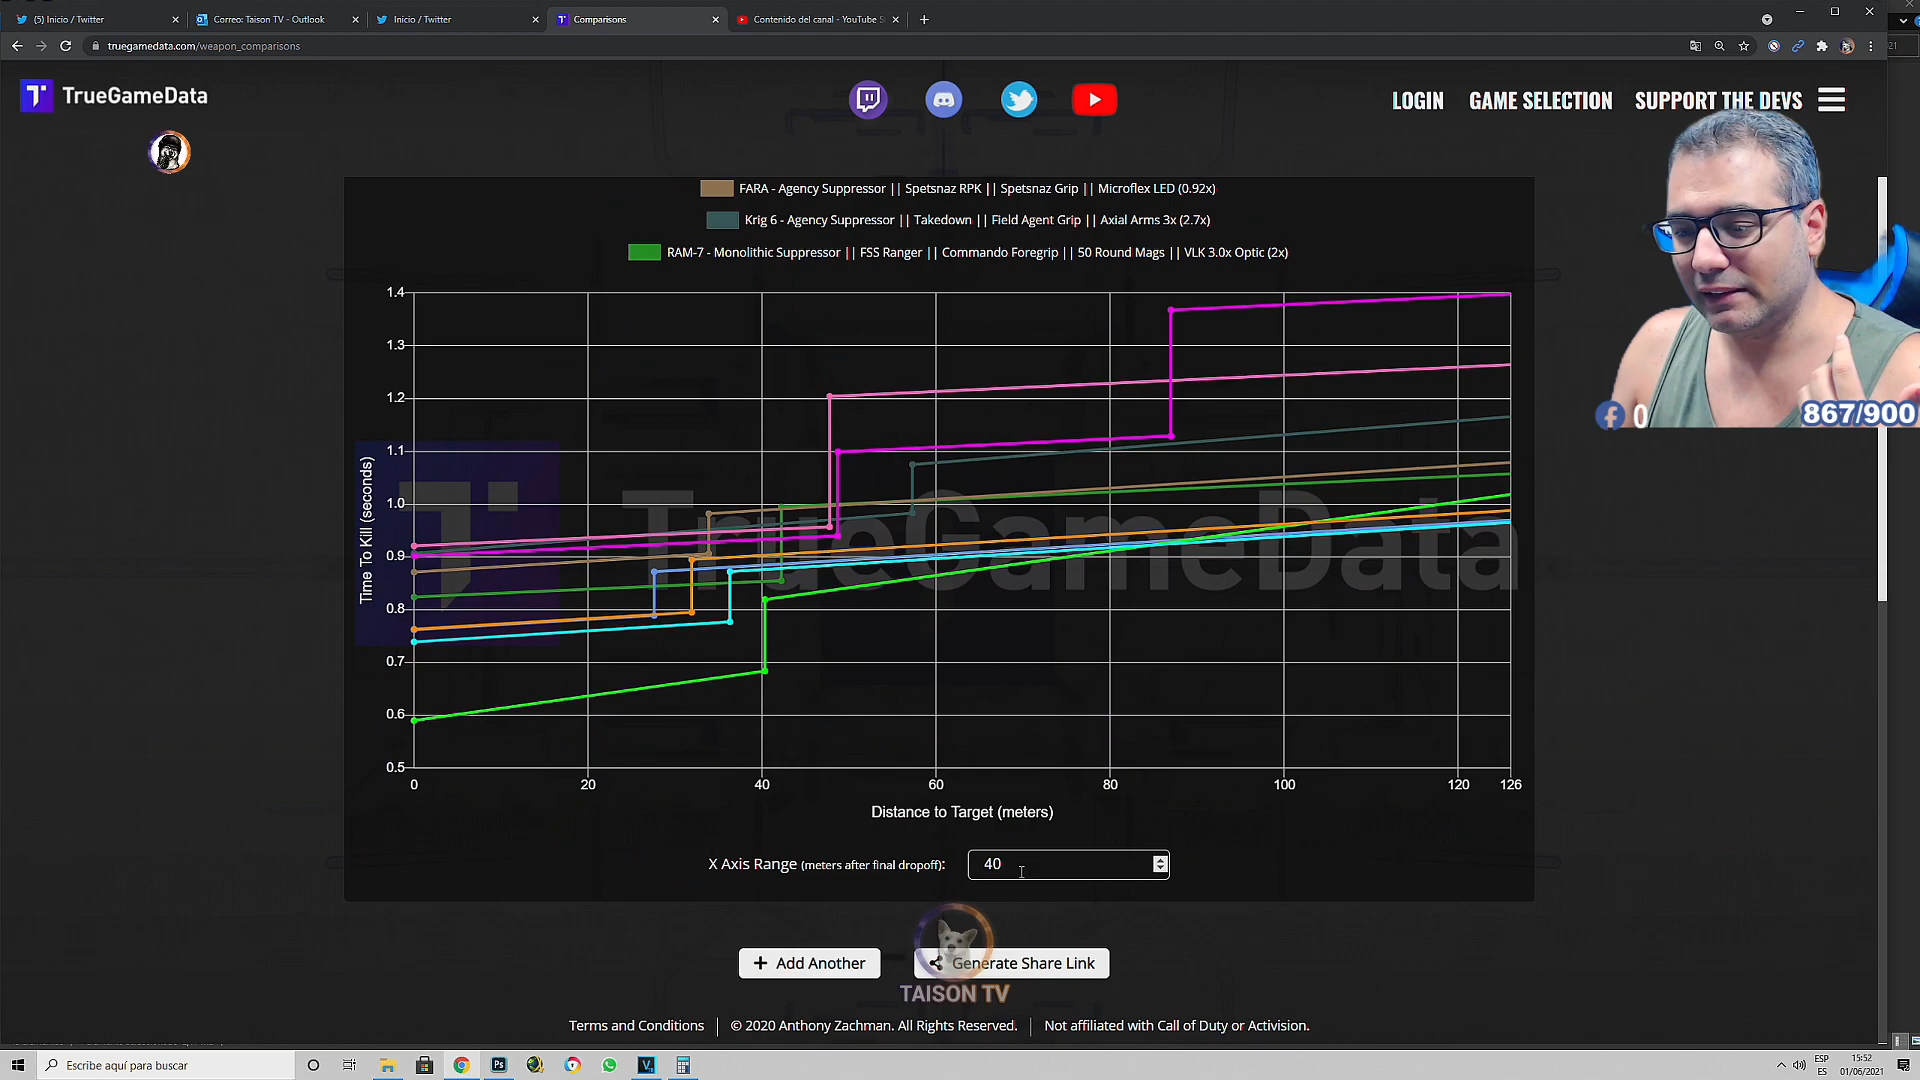 (5) Inicio / Twitter
Correo: Taison TV - Outlook
Inicio / Twitter
Comparisons
Contenido del canal - YouTube S
truegamedata.com/weapon_comparisons
21
TrueGameData
LOGIN
GAME SELECTION
SUPPORT THE DEVS
FARA - Agency Suppressor || Spetsnaz RPK || Spetsnaz Grip || Microflex LED (0.92x)
Krig 6 - Agency Suppressor || Takedown || Field Agent Grip || Axial Arms 3x (2.7x)
RAM-7 - Monolithic Suppressor || FSS Ranger || Commando Foregrip || 50 Round Mags || VLK 3.0x Optic (2x)
0
867/900
1.4
1.3
1.2
1.1
1.0
0.9
0.8
0.7
0.6
0.5
Time To Kill (seconds)
TrueGameData
0
20
40
60
80
100
120
126
Distance to Target (meters)
X Axis Range (meters after final dropoff):
40
+ Add Another
Generate Share Link
TAISON TV
Terms and Conditions
© 2020 Anthony Zachman. All Rights Reserved.
Not affiliated with Call of Duty or Activision.
Escribe aquí para buscar
ESP
ES
15:52
01/06/2021